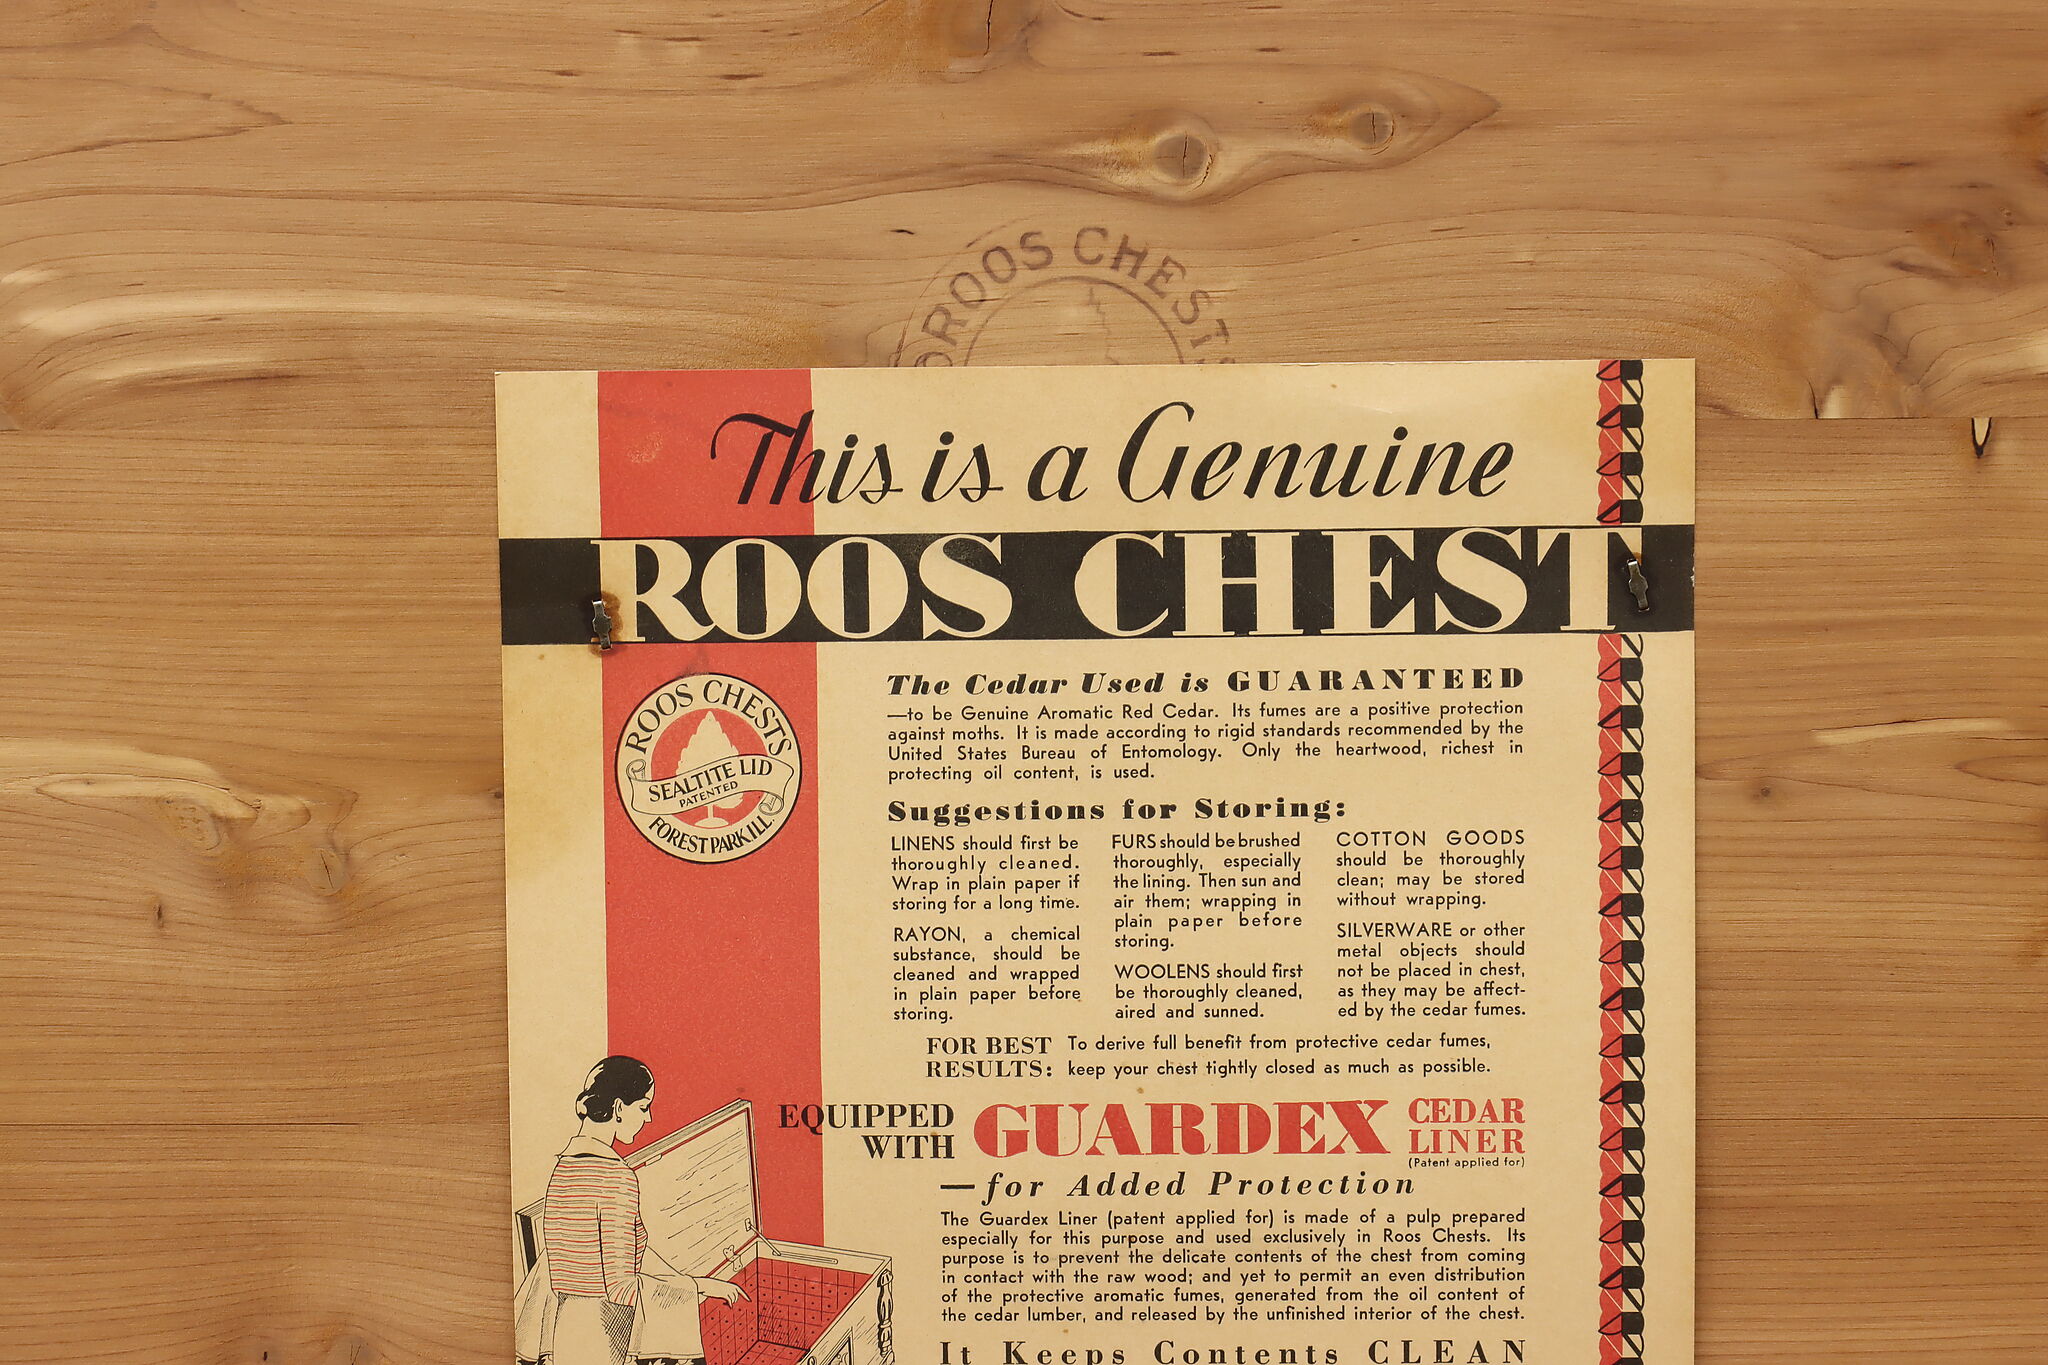 ROOS CHESTS
This is a Genuine
ROOS CHEST
ROOS CHESTS
SEALTITE LID
PATENTED
FOREST PARK ILL.
The Cedar Used is GUARANTEED
—to be Genuine Aromatic Red Cedar. Its fumes are a positive protection
against moths. It is made according to rigid standards recommended by the
United States Bureau of Entomology. Only the heartwood, richest in
protecting oil content, is used.
Suggestions for Storing:
LINENS should first be
thoroughly cleaned.
Wrap in plain paper if
storing for a long time.
RAYON, a chemical
substance, should be
cleaned and wrapped
in plain paper before
storing.
FURS should be brushed
thoroughly, especially
the lining. Then sun and
air them; wrapping in
plain paper before
storing.
WOOLENS should first
be thoroughly cleaned,
aired and sunned.
COTTON GOODS
should be thoroughly
clean; may be stored
without wrapping.
SILVERWARE or other
metal objects should
not be placed in chest,
as they may be affect-
ed by the cedar fumes.
FOR BEST RESULTS: To derive full benefit from protective cedar fumes,
keep your chest tightly closed as much as possible.
EQUIPPED WITH GUARDEX CEDAR LINER
(Patent applied for)
—for Added Protection
The Guardex Liner (patent applied for) is made of a pulp prepared
especially for this purpose and used exclusively in Roos Chests. Its
purpose is to prevent the delicate contents of the chest from coming
in contact with the raw wood; and yet to permit an even distribution
of the protective aromatic fumes, generated from the oil content of
the cedar lumber, and released by the unfinished interior of the chest.
It Keeps Contents CLEAN